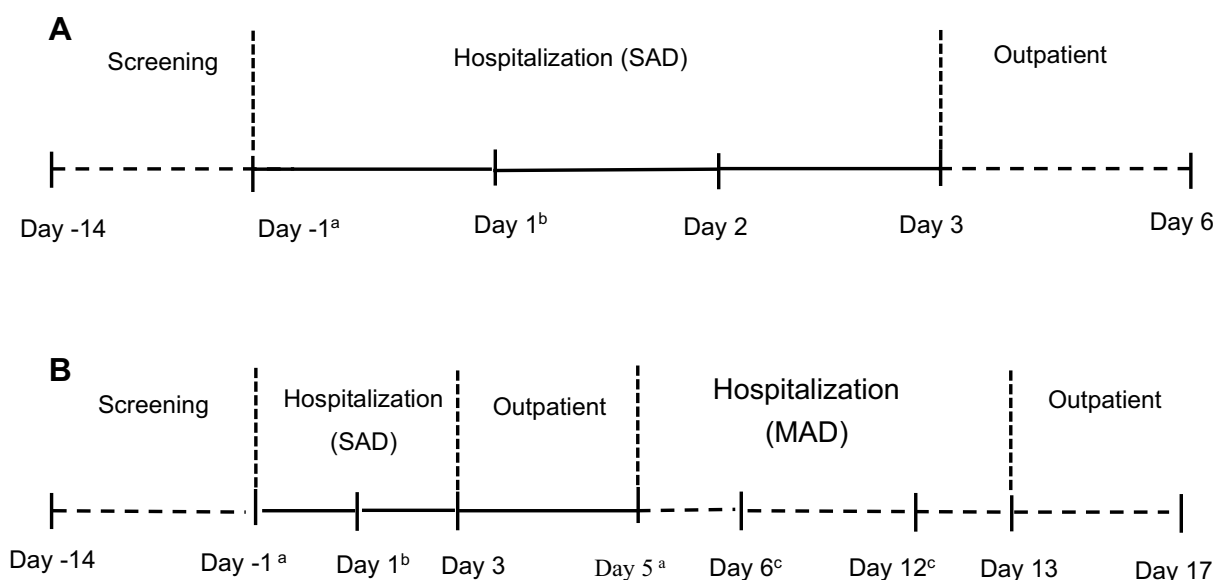 A
Screening
Hospitalization (SAD)
Outpatient
Day -14
Day -1ᵃ
Day 1ᵇ
Day 2
Day 3
Day 6
B
Screening
Hospitalization
(SAD)
Outpatient
Hospitalization
(MAD)
Outpatient
Day -14
Day -1 ᵃ
Day 1ᵇ
Day 3
Day 5 ᵃ
Day 6ᶜ
Day 12ᶜ
Day 13
Day 17